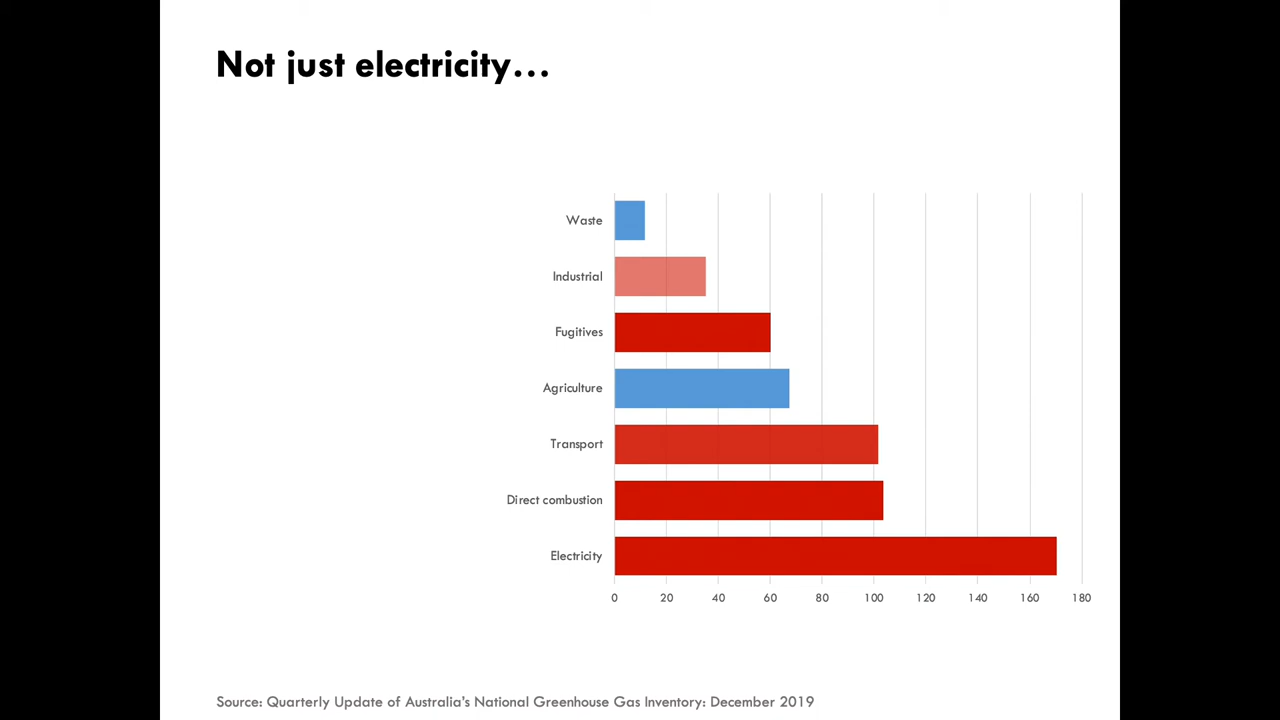 Not just electricity…
Waste
Industrial
Fugitives
Agriculture
Transport
Direct combustion
Electricity
0 20 40 60 80 100 120 140 160 180
Source: Quarterly Update of Australia's National Greenhouse Gas Inventory: December 2019